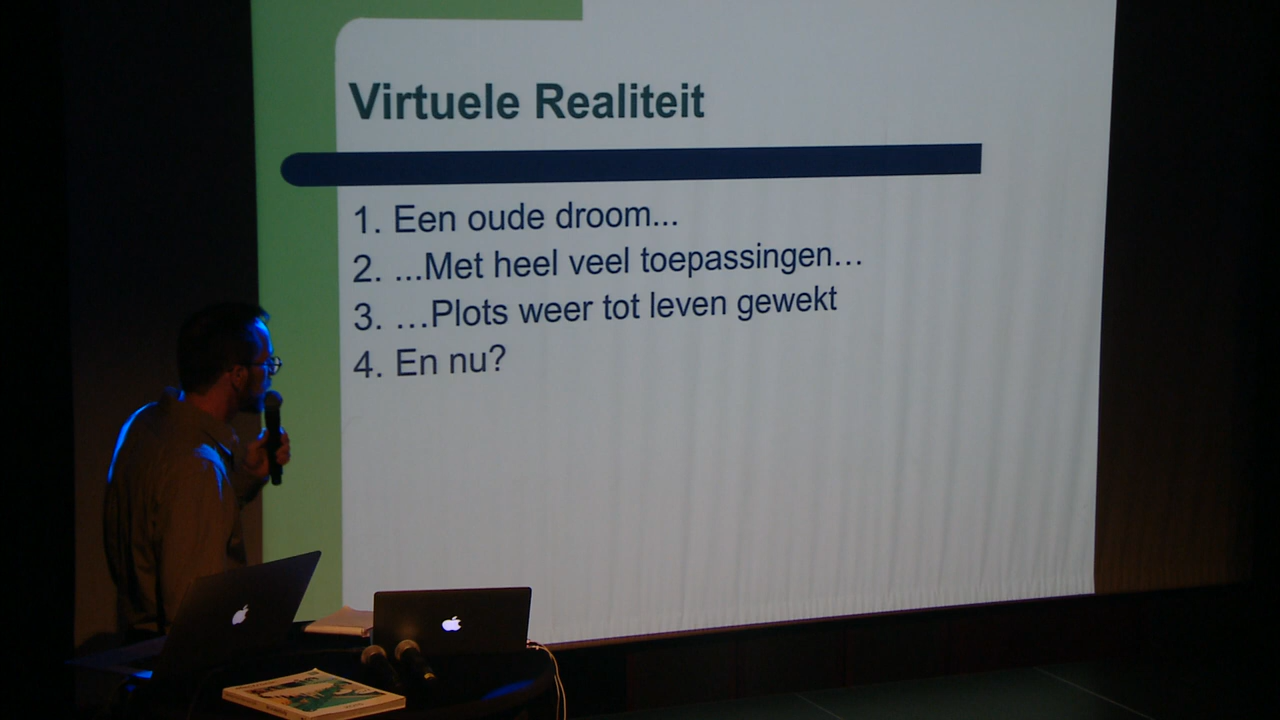 Virtuele Realiteit
1. Een oude droom...
2. ...Met heel veel toepassingen...
3. ...Plots weer tot leven gewekt
4. En nu?